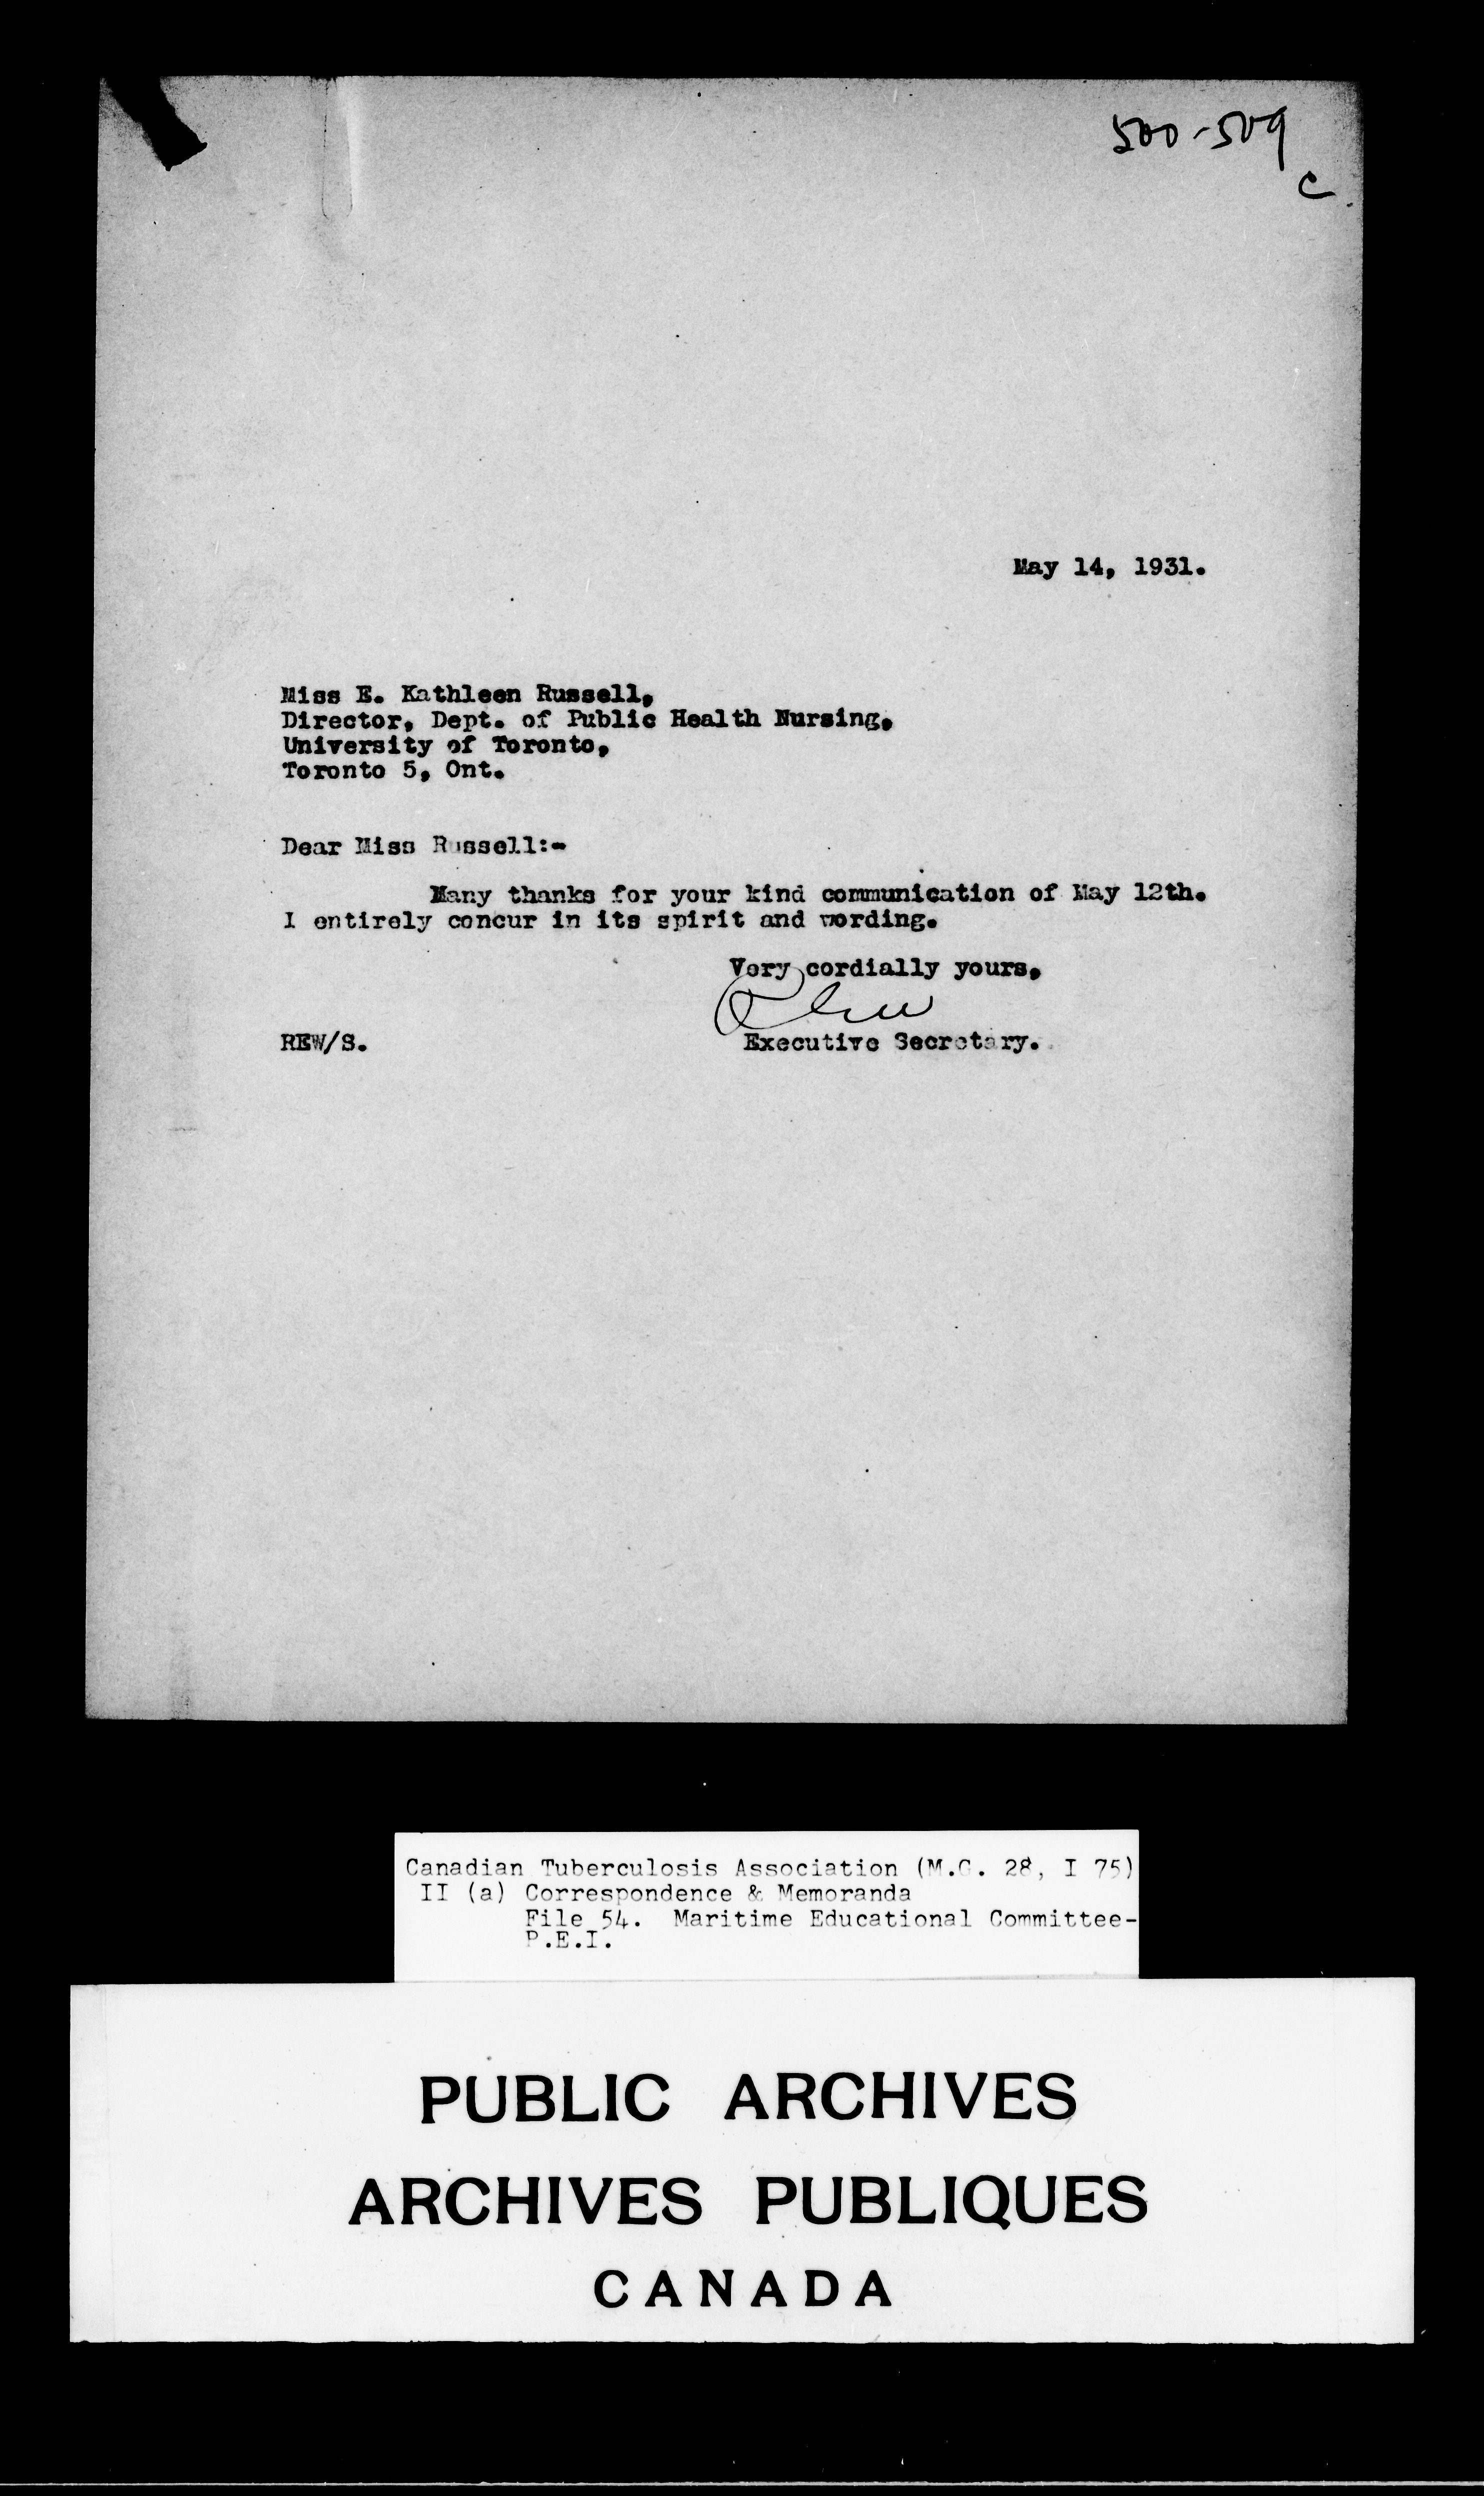 500-509
c
May 14, 1931.
Miss E. Kathleen Russell,
Director, Dept. of Public Health Nursing,
University of Toronto,
Toronto 5, Ont.
Dear Miss Russell:-
Many thanks for your kind communication of May 12th.
I entirely concur in its spirit and wording.
Very cordially yours,
REW/S. Executive Secretary.
Canadian Tuberculosis Association (M.G. 28, I 75)
II (a) Correspondence & Memoranda
File 54. Maritime Educational Committee-
P.E.I.
PUBLIC ARCHIVES
ARCHIVES PUBLIQUES
CANADA